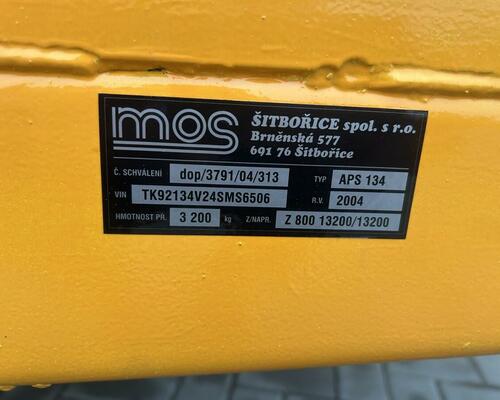 mos
ŠITBOŘICE spol. s r.o.
Brněnská 577
691 76 Šitbořice
Č. SCHVÁLENÍ dop/3791/04/313 TYP APS 134
VIN TK92134V24SMS6506 R.V. 2004
HMOTNOST PŘ. 3 200 kg Z/NAPR. Z 800 13200/13200